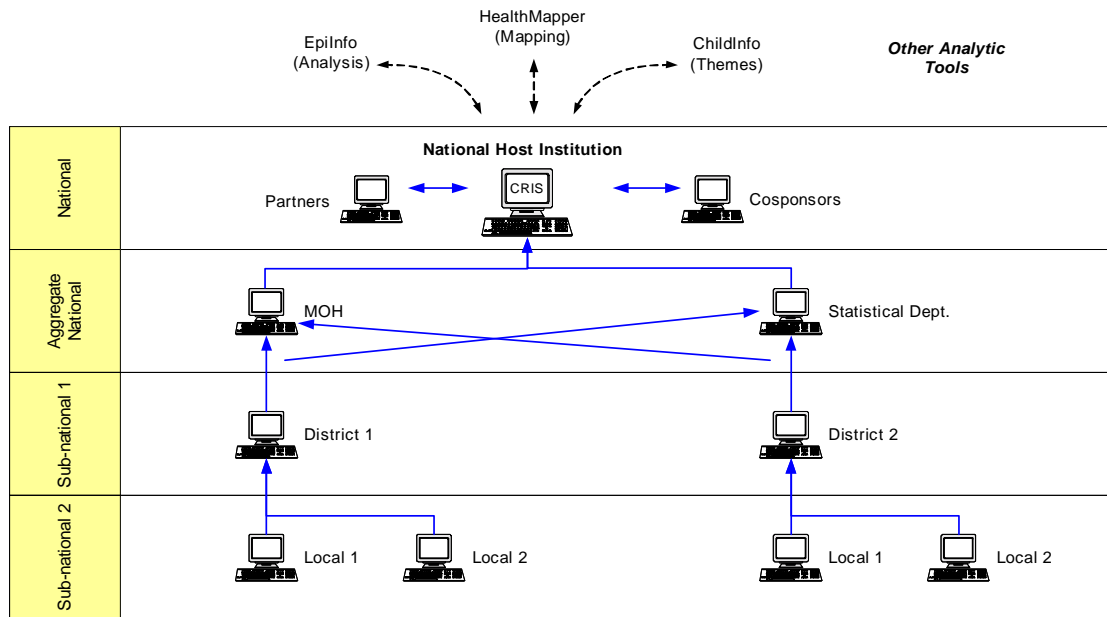 HealthMapper
(Mapping)
EpiInfo
(Analysis)
ChildInfo
(Themes)
Other Analytic
Tools
National
National Host Institution
Partners
CRIS
Cosponsors
Aggregate
National
MOH
Statistical Dept.
Sub-national 1
District 1
District 2
Sub-national 2
Local 1
Local 2
Local 1
Local 2